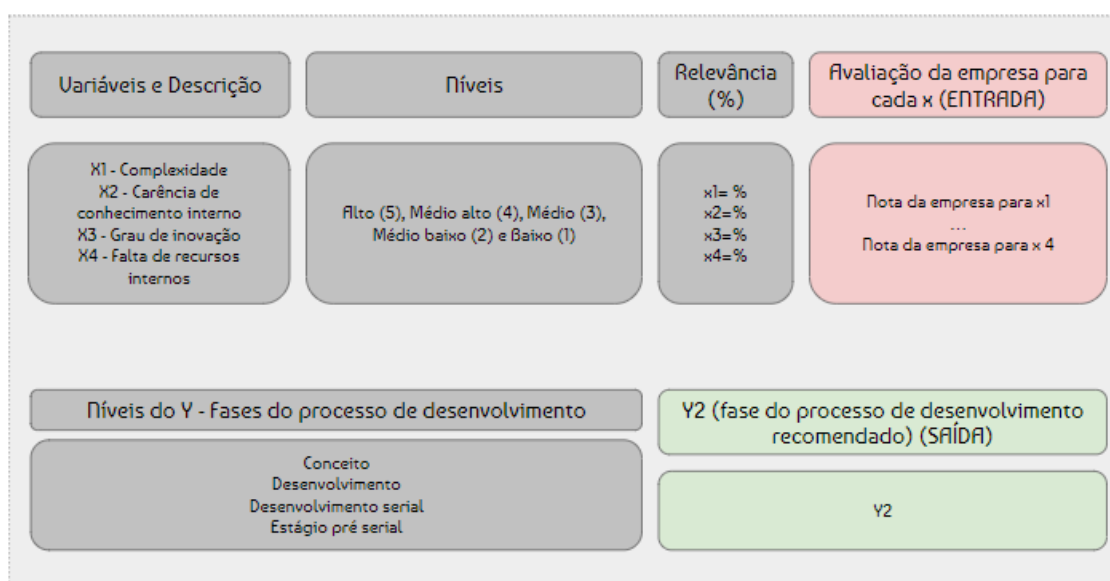 Variáveis e Descrição
Níveis
Relevância
(%)
Avaliação da empresa para
cada x (ENTRADA)
X1 - Complexidade
X2 - Carência de
conhecimento interno
X3 - Grau de inovação
X4 - Falta de recursos
internos
Alto (5), Médio alto (4), Médio (3),
Médio baixo (2) e Baixo (1)
x1= %
x2=%
x3=%
x4=%
Nota da empresa para x1
...
Nota da empresa para x 4
Níveis do Y - Fases do processo de desenvolvimento
Y2 (fase do processo de desenvolvimento
recomendado) (SAÍDA)
Conceito
Desenvolvimento
Desenvolvimento serial
Estágio pré serial
Y2